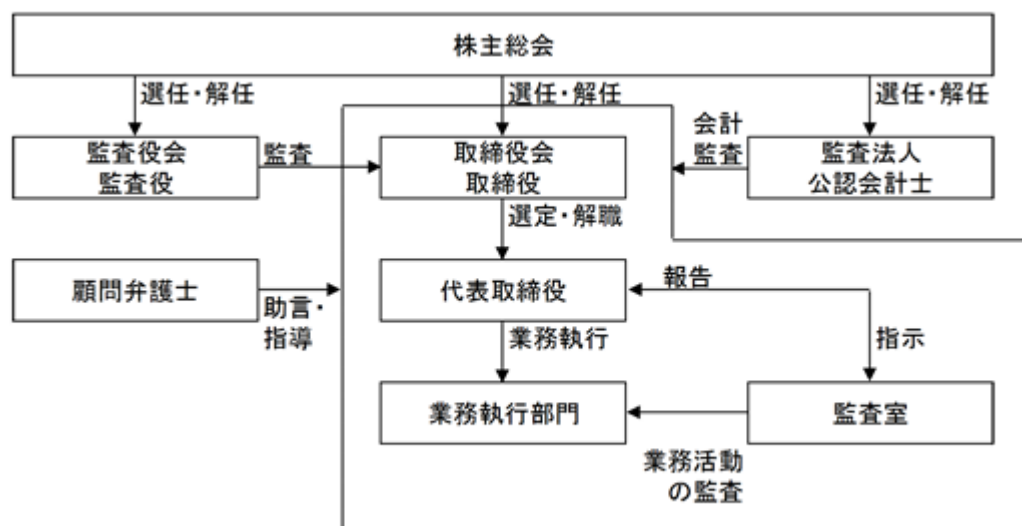 株主総会
選任・解任
選任・解任
選任・解任
監査役会
監査役
監査
取締役会
取締役
会計
監査
監査法人
公認会計士
選定・解職
顧問弁護士
助言・
指導
代表取締役
報告
業務執行
指示
業務執行部門
監査室
業務活動
の監査